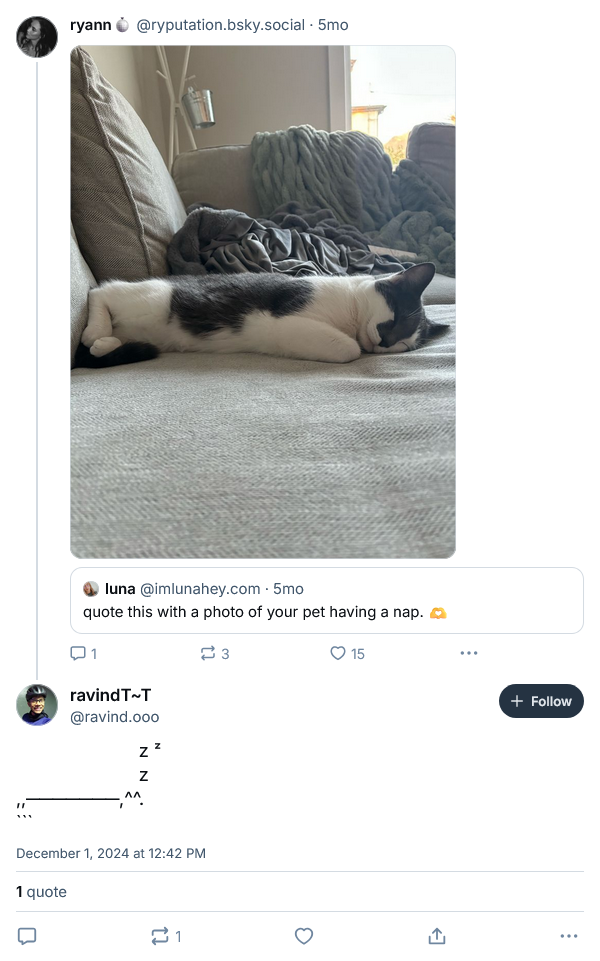 ryann @ryputation.bsky.social · 5mo
luna @imlunahey.com · 5mo
quote this with a photo of your pet having a nap. 🫶
1 3 15
ravindT~T
@ravind.ooo
+ Follow
z ᶻ
z
,,________,^^.
```
December 1, 2024 at 12:42 PM
1 quote
1